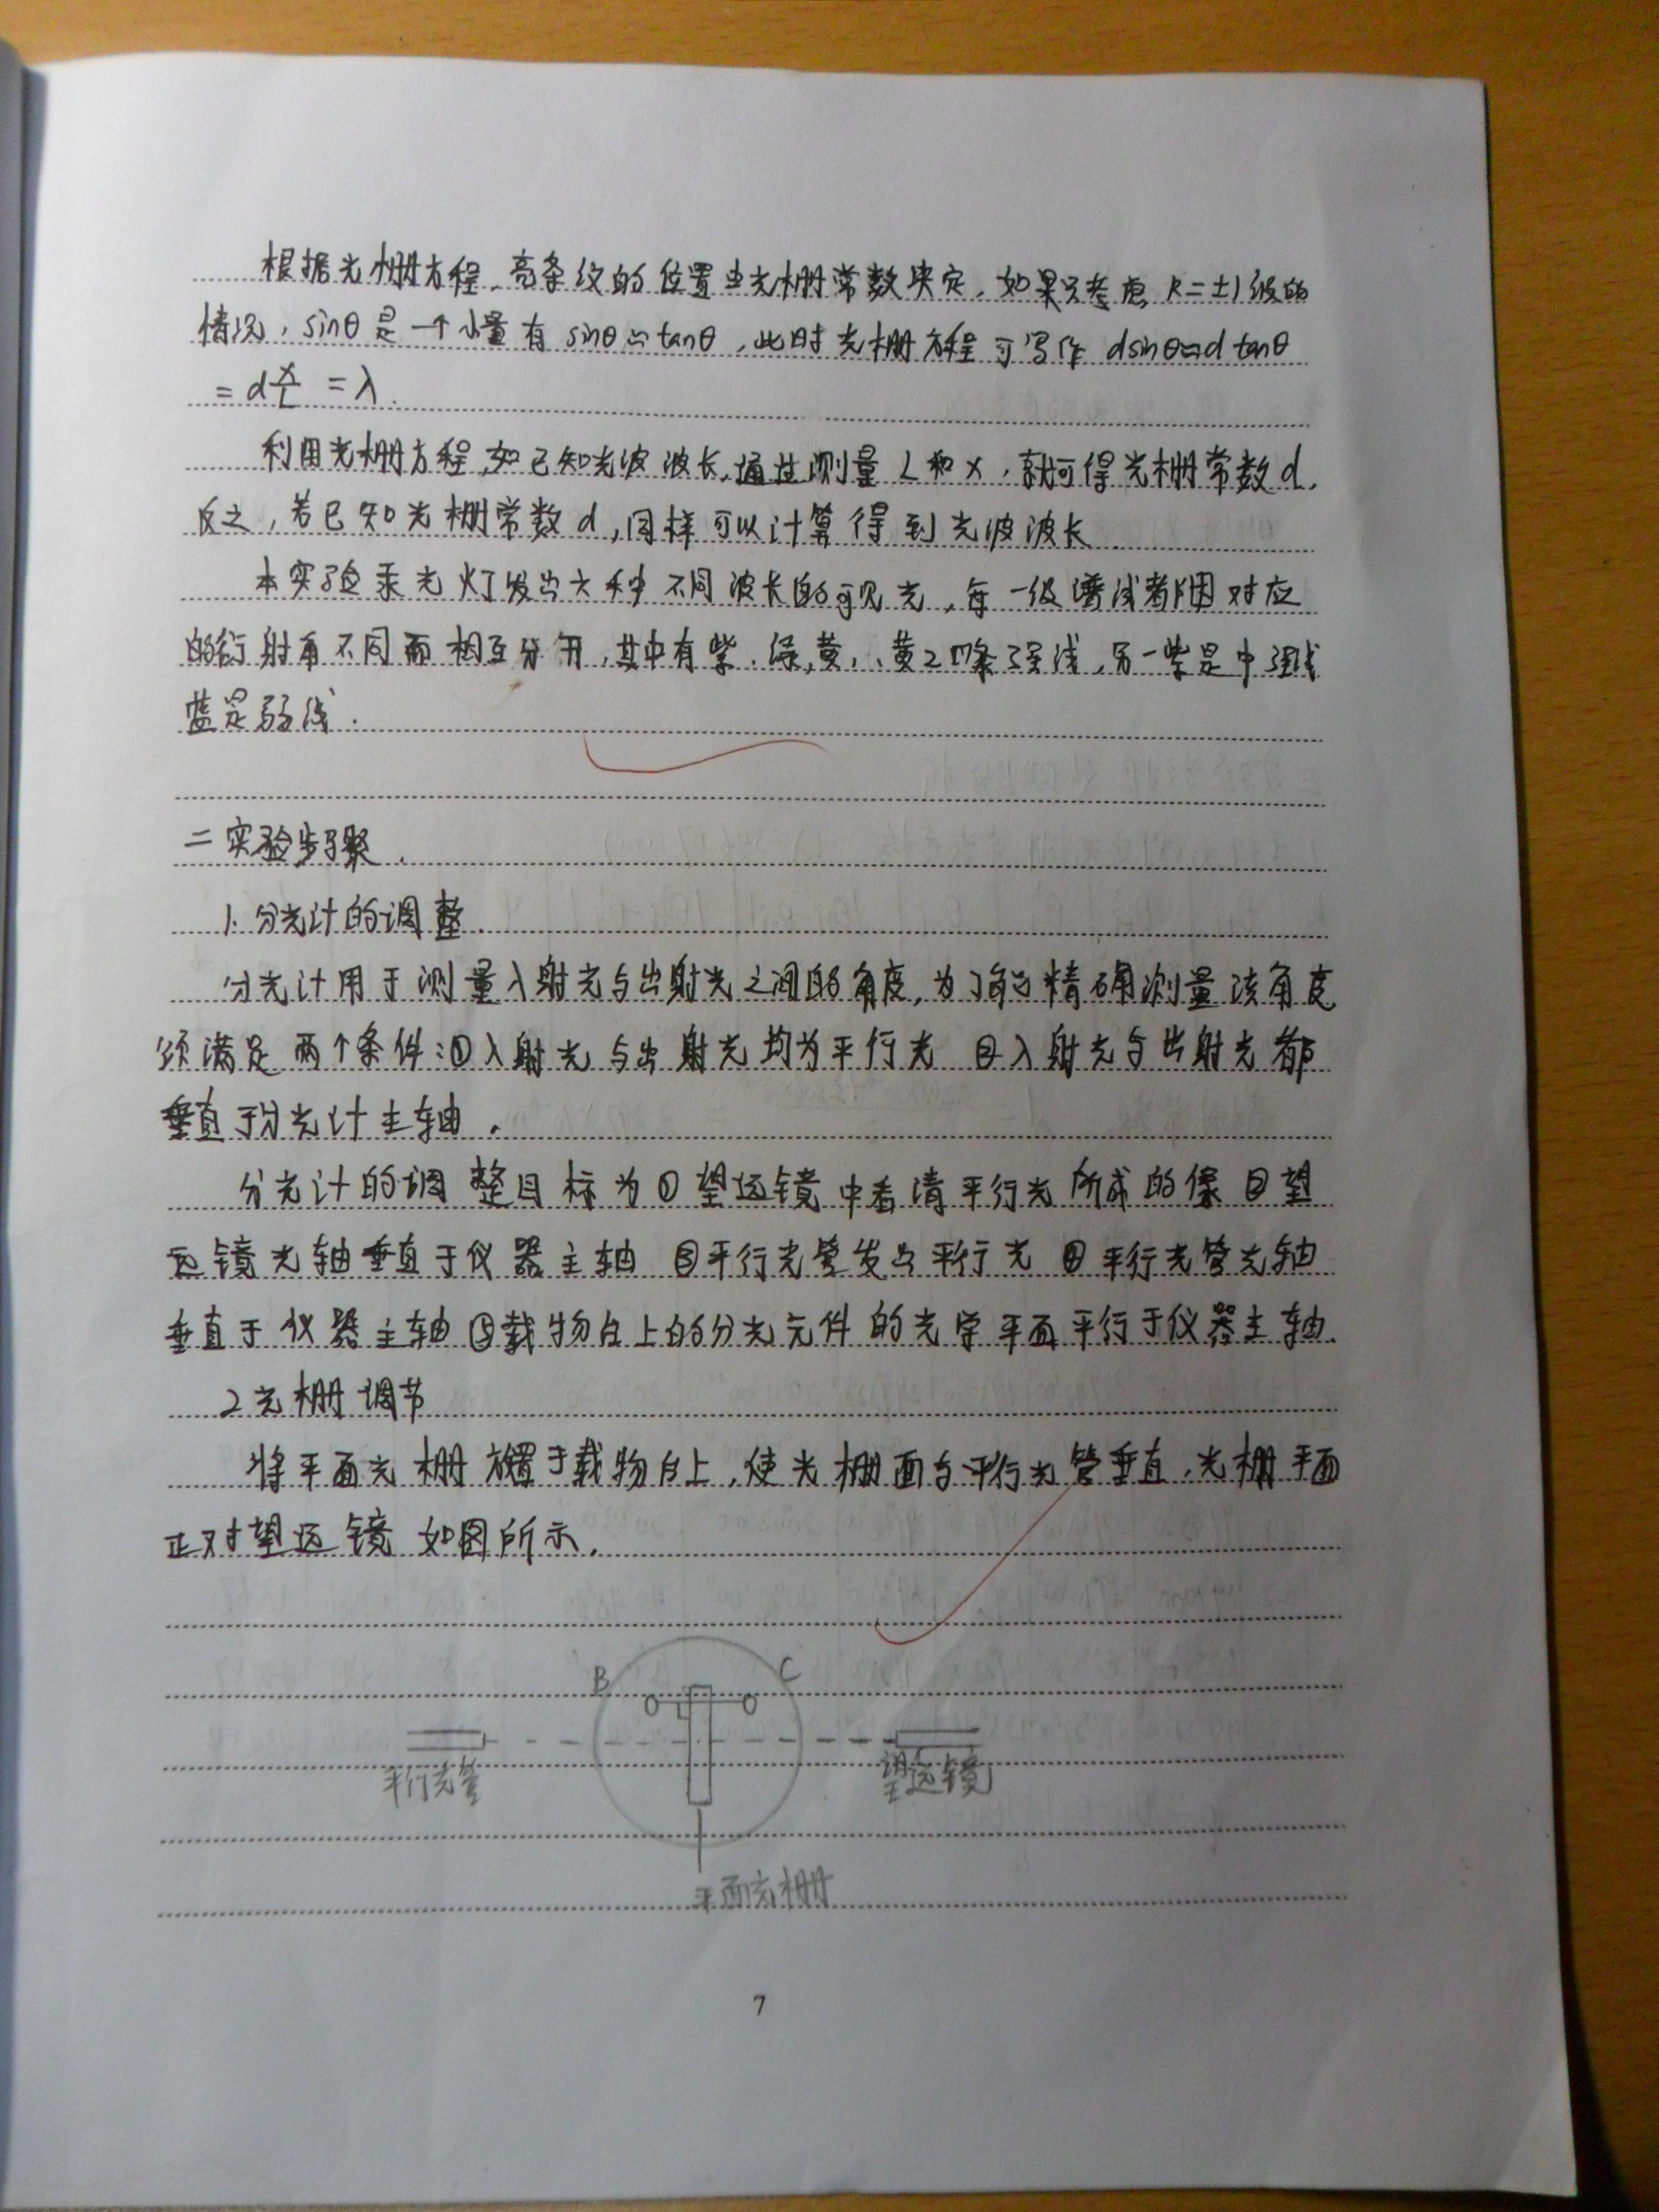 根据光栅方程,亮条纹的位置由光栅常数决定,如果只考虑 K=±1级的
情况,sinθ是一个小量有 sinθ≈tanθ,此时光栅方程可写作 dsinθ≈d tanθ
= d x/L = λ.
利用光栅方程,如已知光波波长,通过测量L和x,就可得光栅常数d.
反之,若已知光栅常数d,同样可以计算得到光波波长.
本实验汞光灯发出六种不同波长的可见光,每一级谱线都因对应
的衍射角不同而相互分开,其中有紫、绿、黄1、黄2四条强线,另一紫是中强线
蓝是弱线.
二 实验步骤.
1. 分光计的调整.
分光计用于测量入射光与出射光之间的角度,为了能够精确测量该角度
须满足两个条件:①入射光与出射光均为平行光 ②入射光与出射光都
垂直于分光计主轴.
分光计的调整目标为①望远镜中看清平行光所成的像 ②望
远镜光轴垂直于仪器主轴 ③平行光管发出平行光 ④平行光管光轴
垂直于仪器主轴 ⑤载物台上的分光元件的光学平面平行于仪器主轴.
2 光栅调节
将平面光栅放置于载物台上,使光栅面与平行光管垂直,光栅平面
正对望远镜 如图所示.
B C
平行光管 望远镜
平面光栅
7